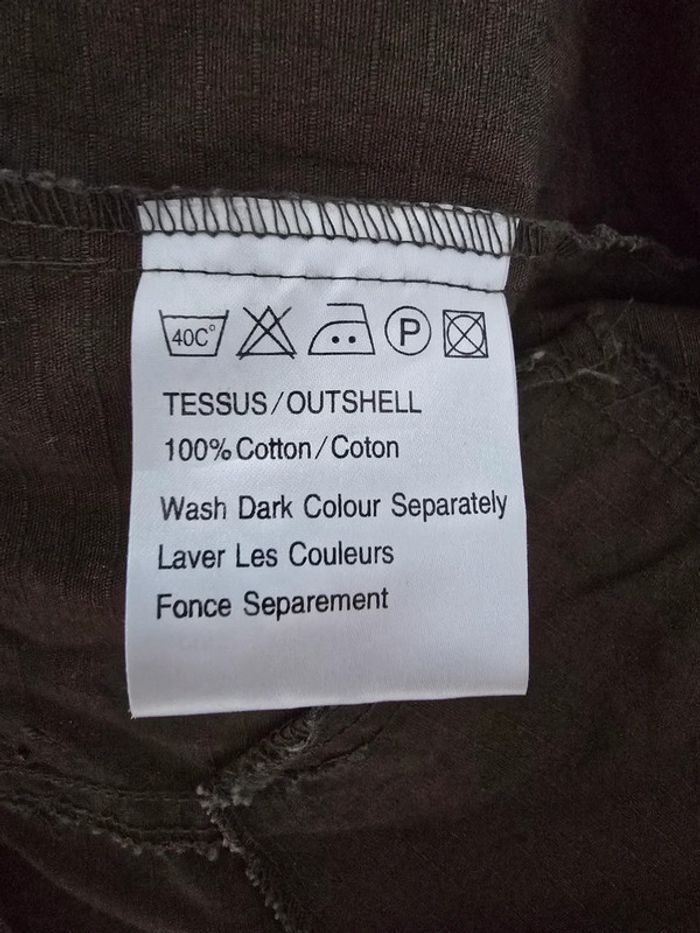 40C°
P
TESSUS/OUTSHELL
100% Cotton/Coton
Wash Dark Colour Separately
Laver Les Couleurs
Fonce Separement